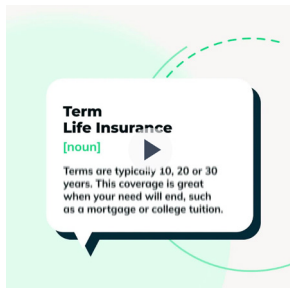 Term
Life Insurance
[noun]
Terms are typically 10, 20 or 30
years. This coverage is great
when your need will end, such
as a mortgage or college tuition.